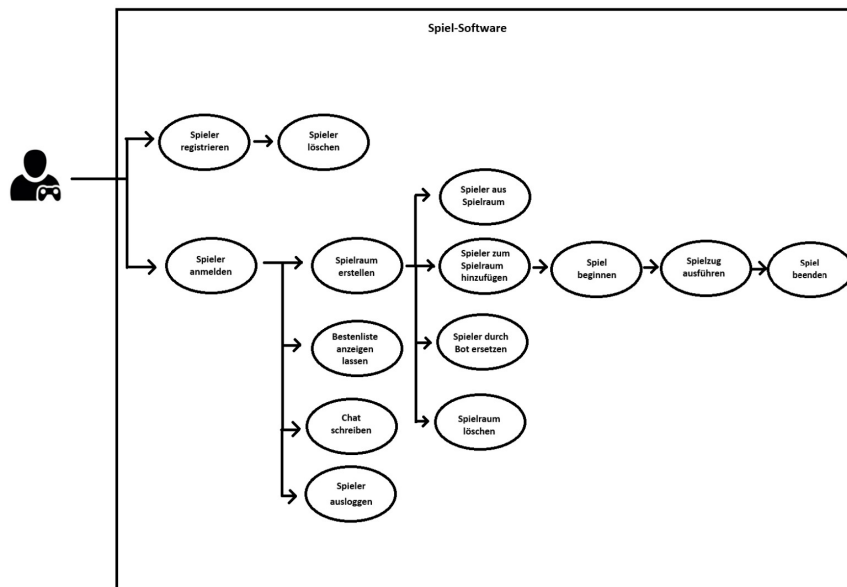 Spiel-Software
Spieler
registrieren
Spieler
löschen
Spieler
anmelden
Spielraum
erstellen
Bestenliste
anzeigen
lassen
Chat
schreiben
Spieler
ausloggen
Spieler aus
Spielraum
Spieler zum
Spielraum
hinzufügen
Spieler durch
Bot ersetzen
Spielraum
löschen
Spiel
beginnen
Spielzug
ausführen
Spiel
beenden